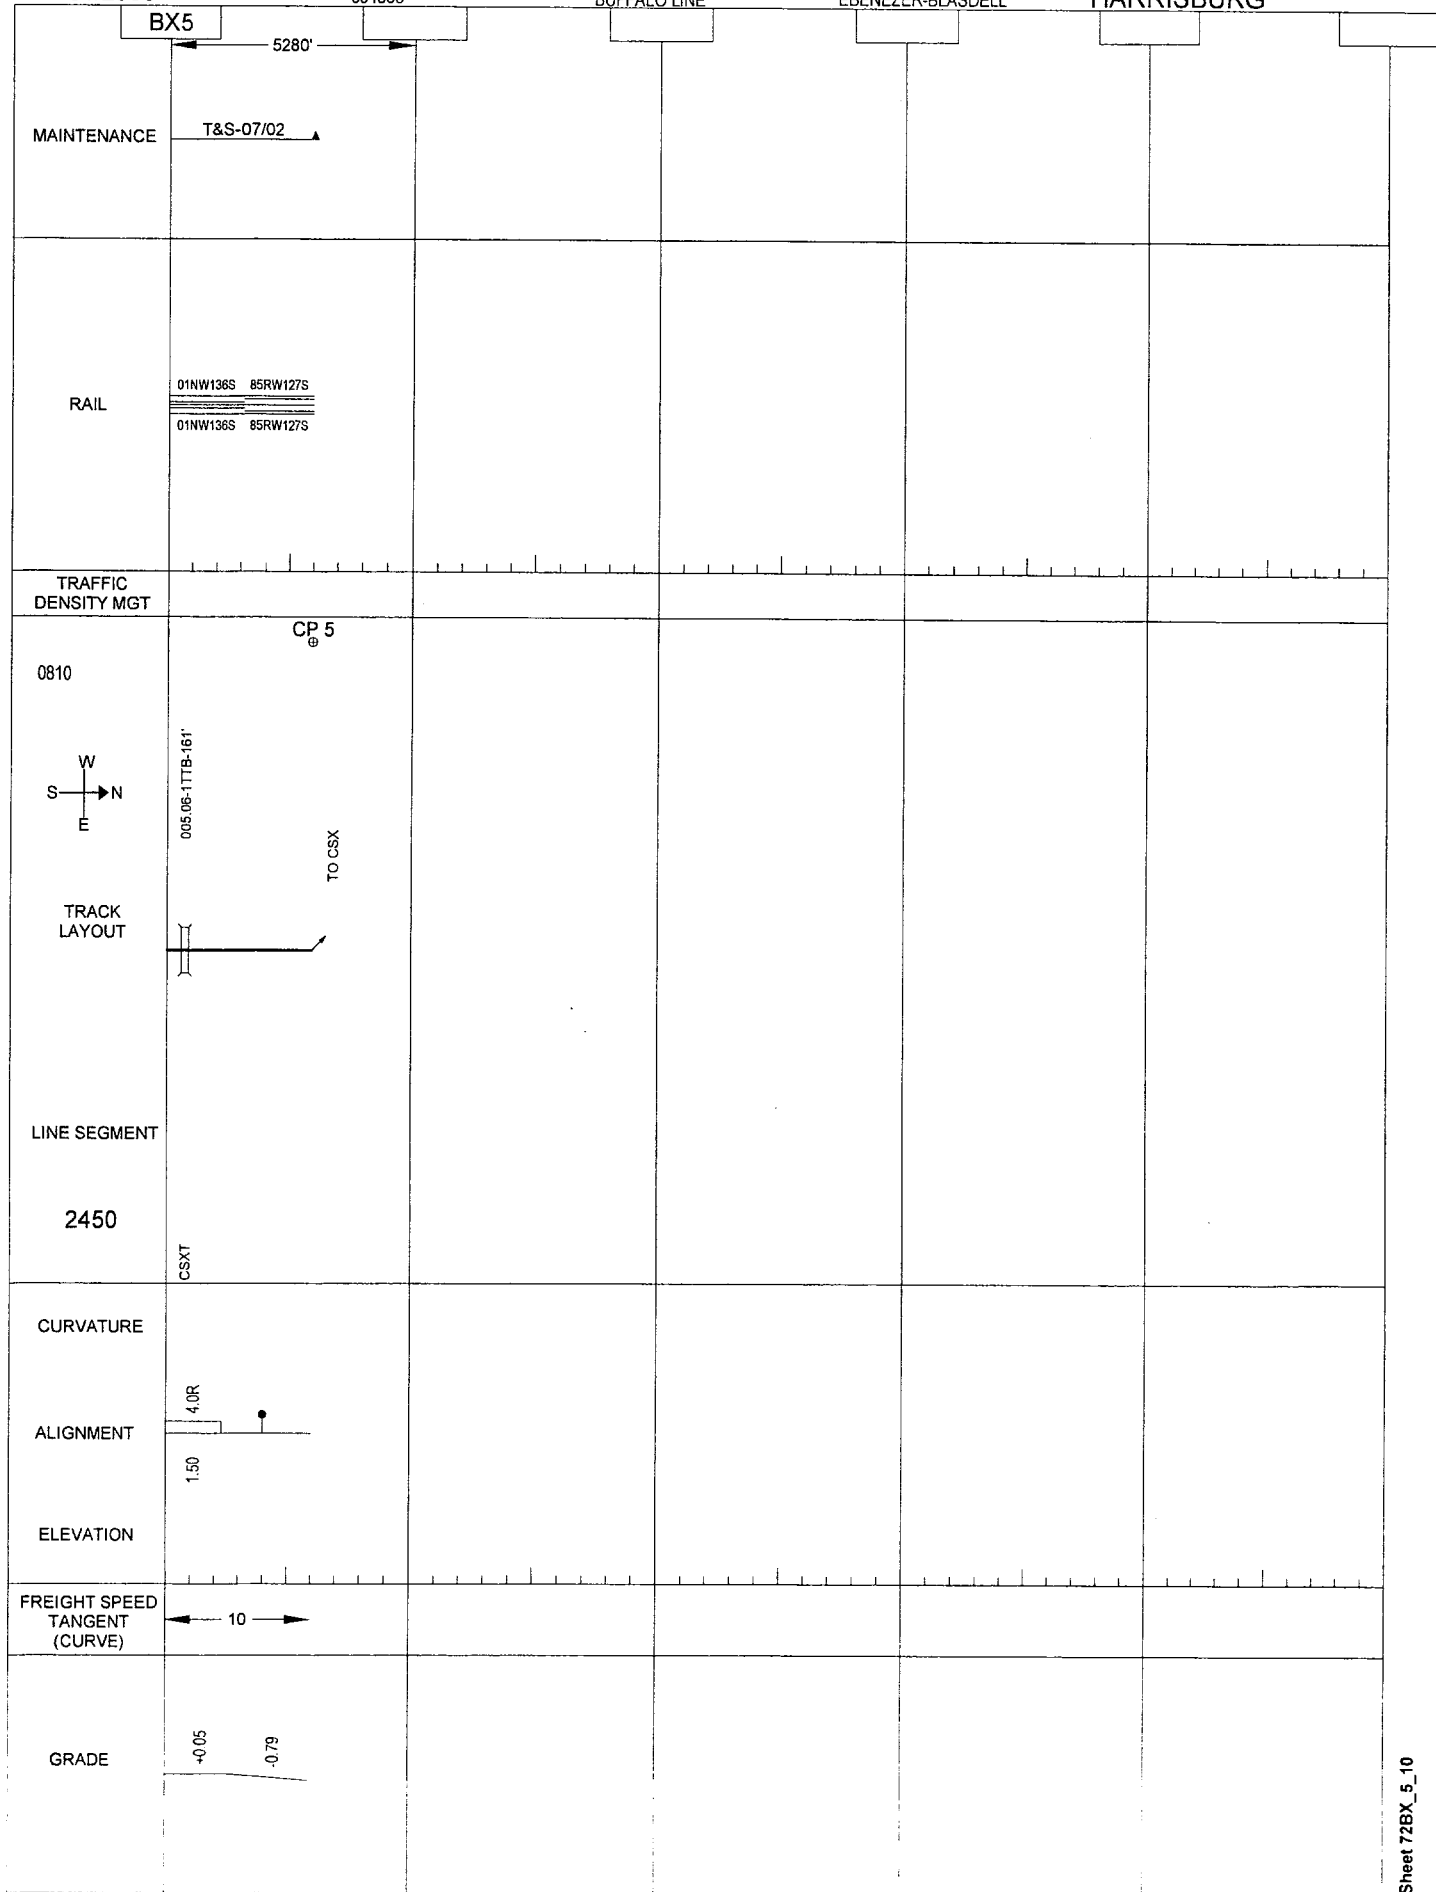 BUFFALO LINE
EBENEZER-BLASDELL
HARRISBURG
BX5
5280'
MAINTENANCE
T&S-07/02
RAIL
01NW136S 85RW127S
01NW136S 85RW127S
TRAFFIC
DENSITY MGT
CP 5
0810
W
S N
E
005.06-1TTB-161'
TO CSX
TRACK
LAYOUT
LINE SEGMENT
2450
CSXT
CURVATURE
4.0R
ALIGNMENT
1.50
ELEVATION
FREIGHT SPEED
TANGENT
(CURVE)
10
GRADE
+0.05
-0.79
Sheet 72BX_5_10